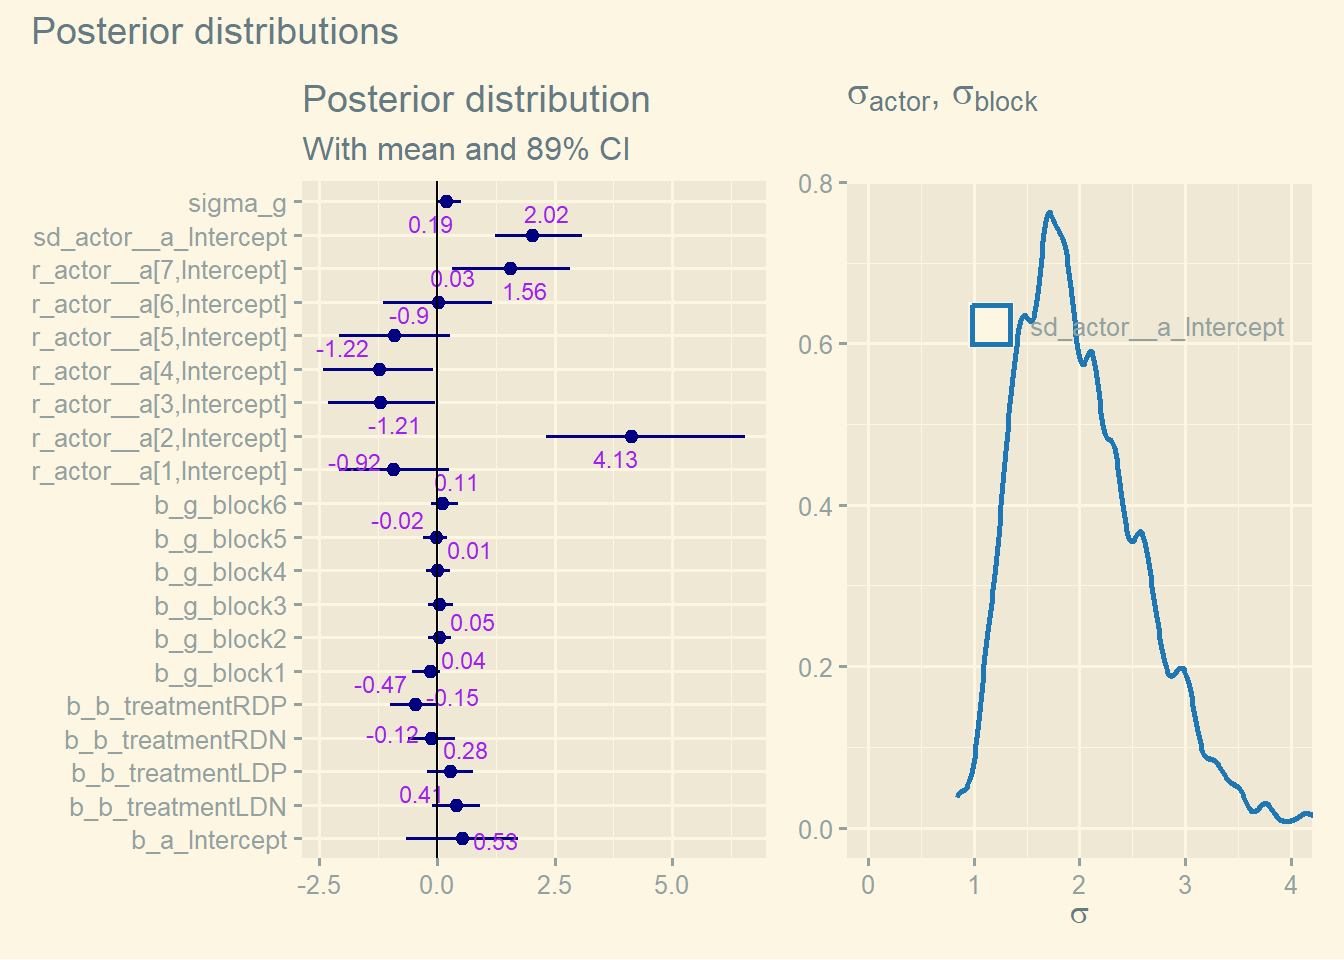 Posterior distributions
Posterior distribution
With mean and 89% CI
sigma_g
sd_actor__a_Intercept
r_actor__a[7,Intercept]
r_actor__a[6,Intercept]
r_actor__a[5,Intercept]
r_actor__a[4,Intercept]
r_actor__a[3,Intercept]
r_actor__a[2,Intercept]
r_actor__a[1,Intercept]
b_g_block6
b_g_block5
b_g_block4
b_g_block3
b_g_block2
b_g_block1
b_b_treatmentRDP
b_b_treatmentRDN
b_b_treatmentLDP
b_b_treatmentLDN
b_a_Intercept
0.19
2.02
0.03
1.56
-0.9
-1.22
-1.21
4.13
-0.92
0.11
-0.02
0.01
0.05
0.04
-0.47
-0.15
-0.12
0.28
0.41
0.53
-2.5 0.0 2.5 5.0
σactor, σblock
0.8
0.6
0.4
0.2
0.0
sd_actor__a_Intercept
0 1 2 3 4
σ